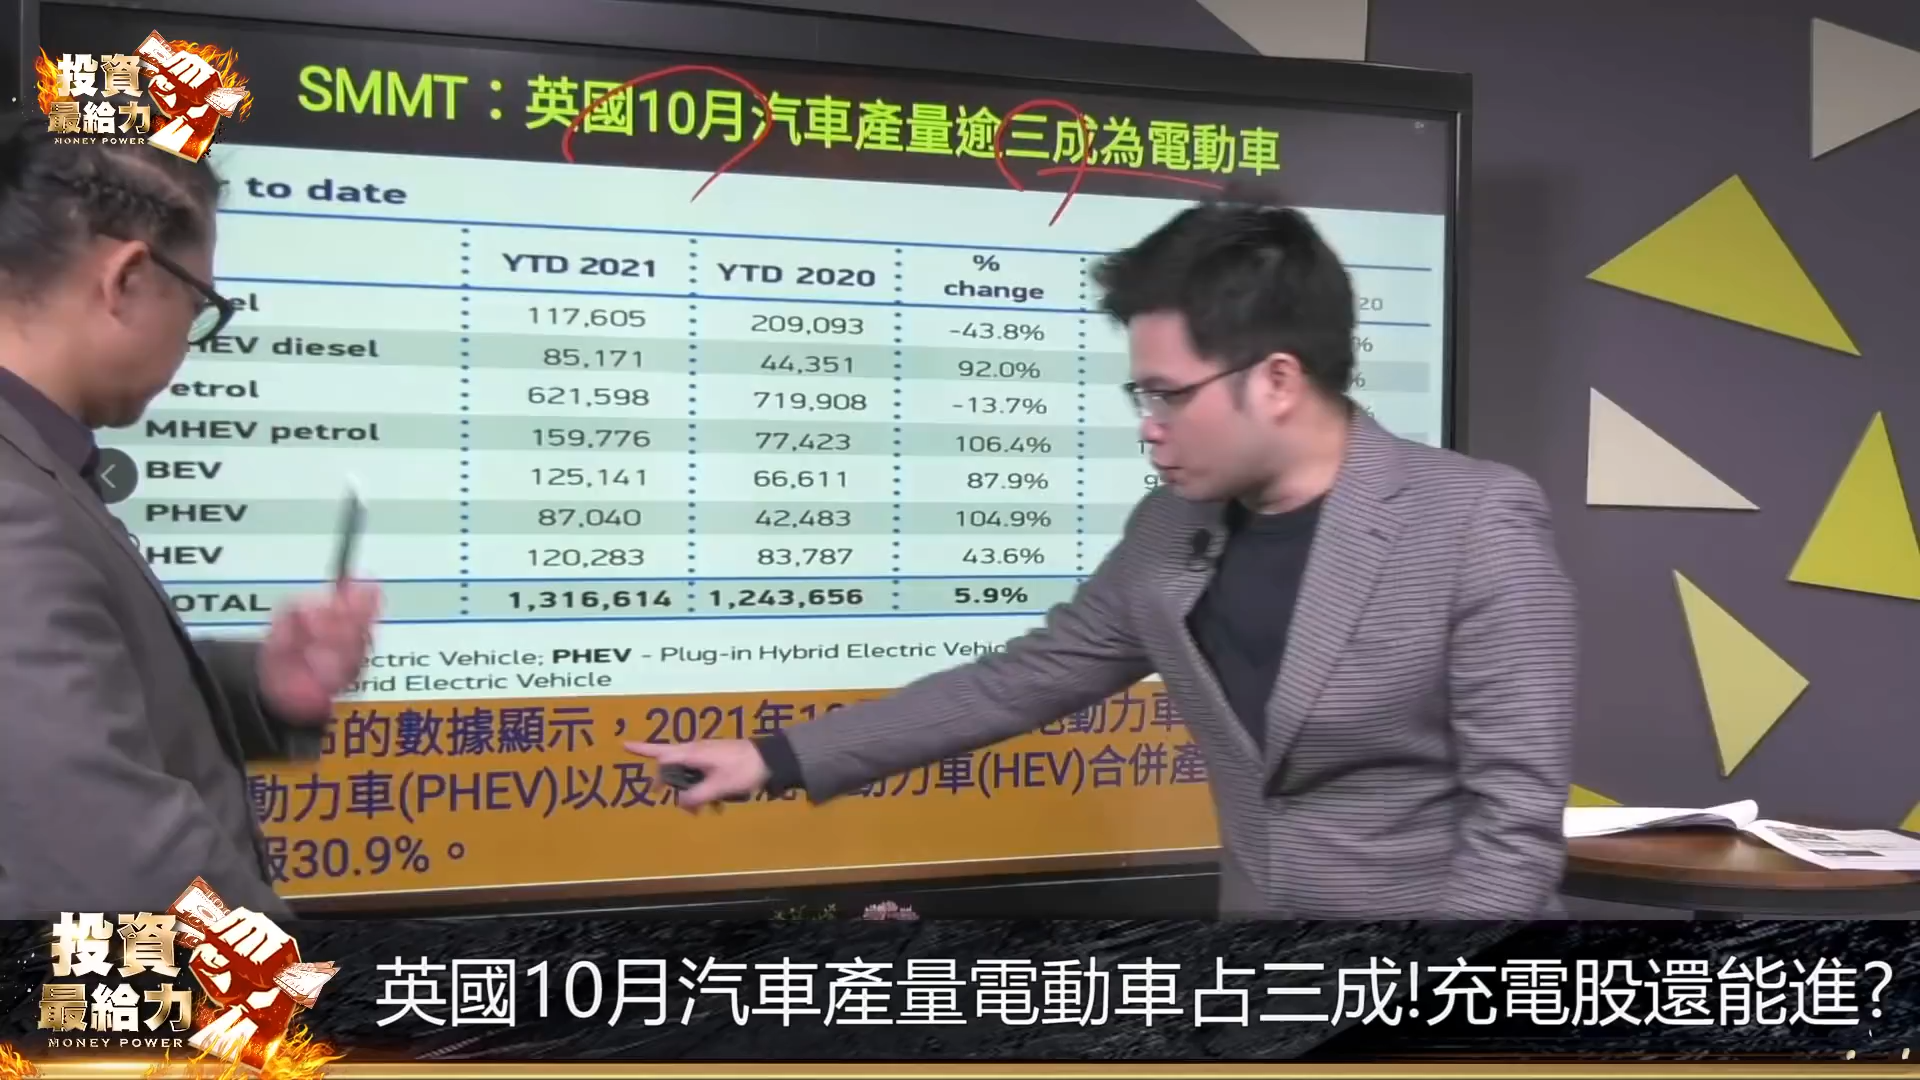 投資
最給力
MONEY POWER
SMMT：英國10月汽車產量逾三成為電動車
to date
YTD 2021 YTD 2020 % change
117,605 209,093 -43.8%
diesel 85,171 44,351 92.0%
etrol 621,598 719,908 -13.7%
MHEV petrol 159,776 77,423 106.4%
BEV 125,141 66,611 87.9%
PHEV 87,040 42,483 104.9%
HEV 120,283 83,787 43.6%
OTAL 1,316,614 1,243,656 5.9%
ectric Vehicle; PHEV - Plug-in Hybrid Electric
Electric Vehicle
的數據顯示，2021年 動力車
動力車(PHEV)以及 動力車(HEV)合併產
30.9%。
投資
最給力
MONEY POWER
英國10月汽車產量電動車占三成!充電股還能進?